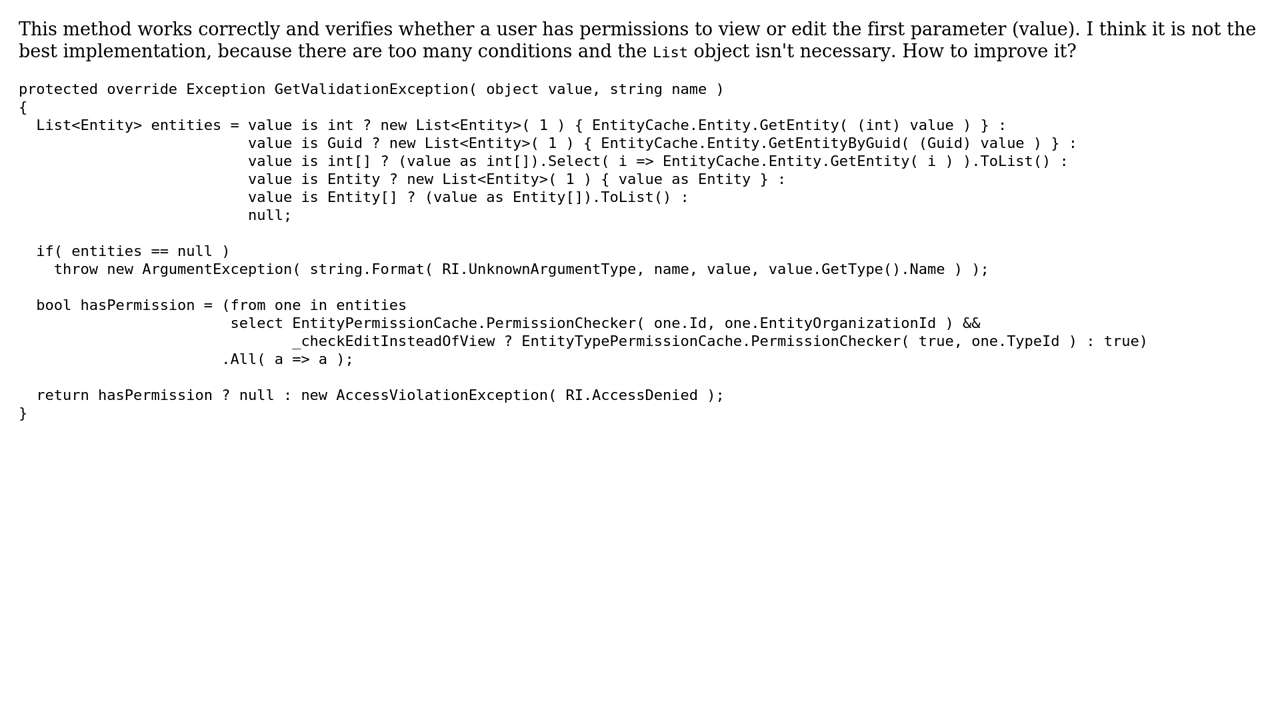 This method works correctly and verifies whether a user has permissions to view or edit the first parameter (value). I think it is not the
best implementation, because there are too many conditions and the List object isn't necessary. How to improve it?
protected override Exception GetValidationException( object value, string name )
{
  List<Entity> entities = value is int ? new List<Entity>( 1 ) { EntityCache.Entity.GetEntity( (int) value ) } :
                          value is Guid ? new List<Entity>( 1 ) { EntityCache.Entity.GetEntityByGuid( (Guid) value ) } :
                          value is int[] ? (value as int[]).Select( i => EntityCache.Entity.GetEntity( i ) ).ToList() :
                          value is Entity ? new List<Entity>( 1 ) { value as Entity } :
                          value is Entity[] ? (value as Entity[]).ToList() :
                          null;
  if( entities == null )
    throw new ArgumentException( string.Format( RI.UnknownArgumentType, name, value, value.GetType().Name ) );
  bool hasPermission = (from one in entities
                        select EntityPermissionCache.PermissionChecker( one.Id, one.EntityOrganizationId ) &&
                               _checkEditInsteadOfView ? EntityTypePermissionCache.PermissionChecker( true, one.TypeId ) : true)
                       .All( a => a );
  return hasPermission ? null : new AccessViolationException( RI.AccessDenied );
}